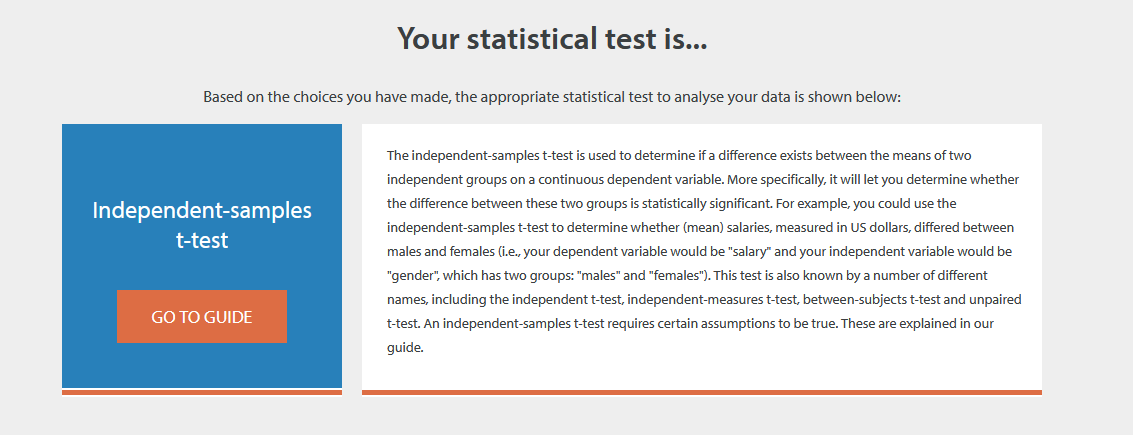 Your statistical test is...
Based on the choices you have made, the appropriate statistical test to analyse your data is shown below:
Independent-samples
t-test
GO TO GUIDE
The independent-samples t-test is used to determine if a difference exists between the means of two
independent groups on a continuous dependent variable. More specifically, it will let you determine whether
the difference between these two groups is statistically significant. For example, you could use the
independent-samples t-test to determine whether (mean) salaries, measured in US dollars, differed between
males and females (i.e., your dependent variable would be "salary" and your independent variable would be
"gender", which has two groups: "males" and "females"). This test is also known by a number of different
names, including the independent t-test, independent-measures t-test, between-subjects t-test and unpaired
t-test. An independent-samples t-test requires certain assumptions to be true. These are explained in our
guide.